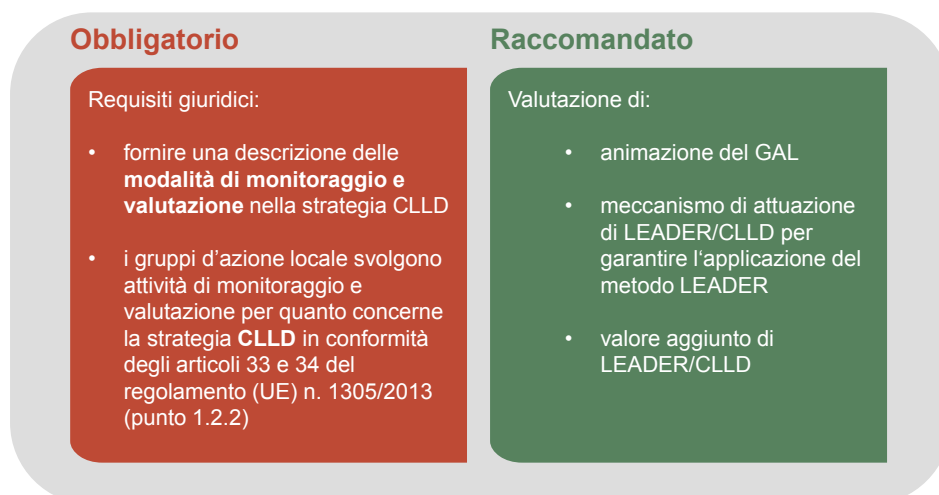 Obbligatorio
Requisiti giuridici:
• fornire una descrizione delle
modalità di monitoraggio e
valutazione nella strategia CLLD
• i gruppi d’azione locale svolgono
attività di monitoraggio e
valutazione per quanto concerne
la strategia CLLD in conformità
degli articoli 33 e 34 del
regolamento (UE) n. 1305/2013
(punto 1.2.2)
Raccomandato
Valutazione di:
• animazione del GAL
• meccanismo di attuazione
di LEADER/CLLD per
garantire l‘applicazione del
metodo LEADER
• valore aggiunto di
LEADER/CLLD